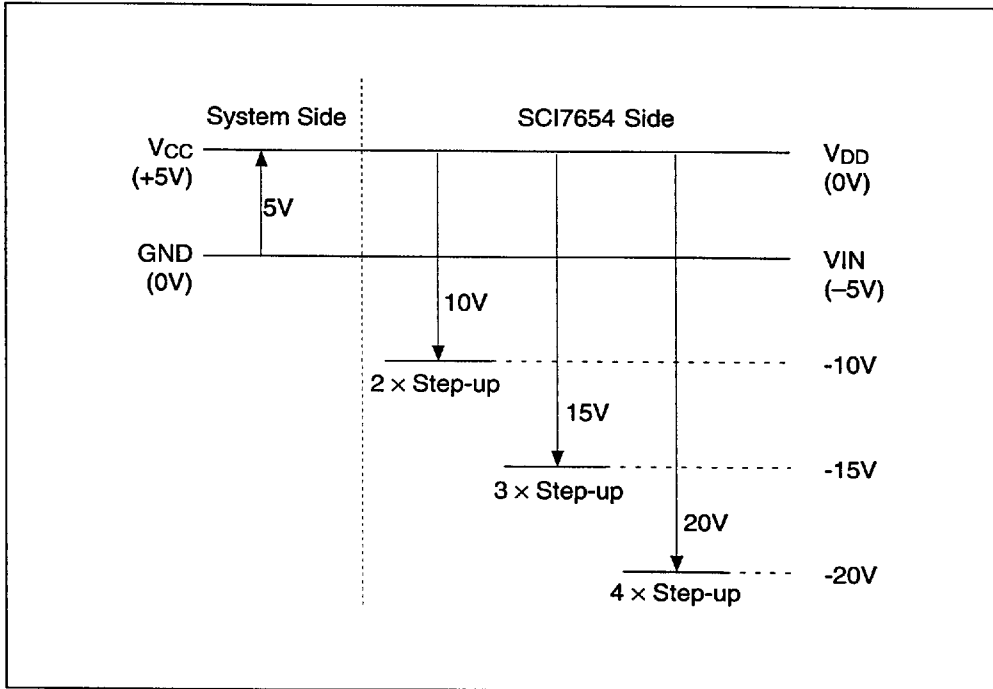 System Side
SCI7654 Side
VCC
(+5V)
VDD
(0V)
5V
GND
(0V)
VIN
(–5V)
10V
-10V
2 × Step-up
15V
-15V
3 × Step-up
20V
-20V
4 × Step-up